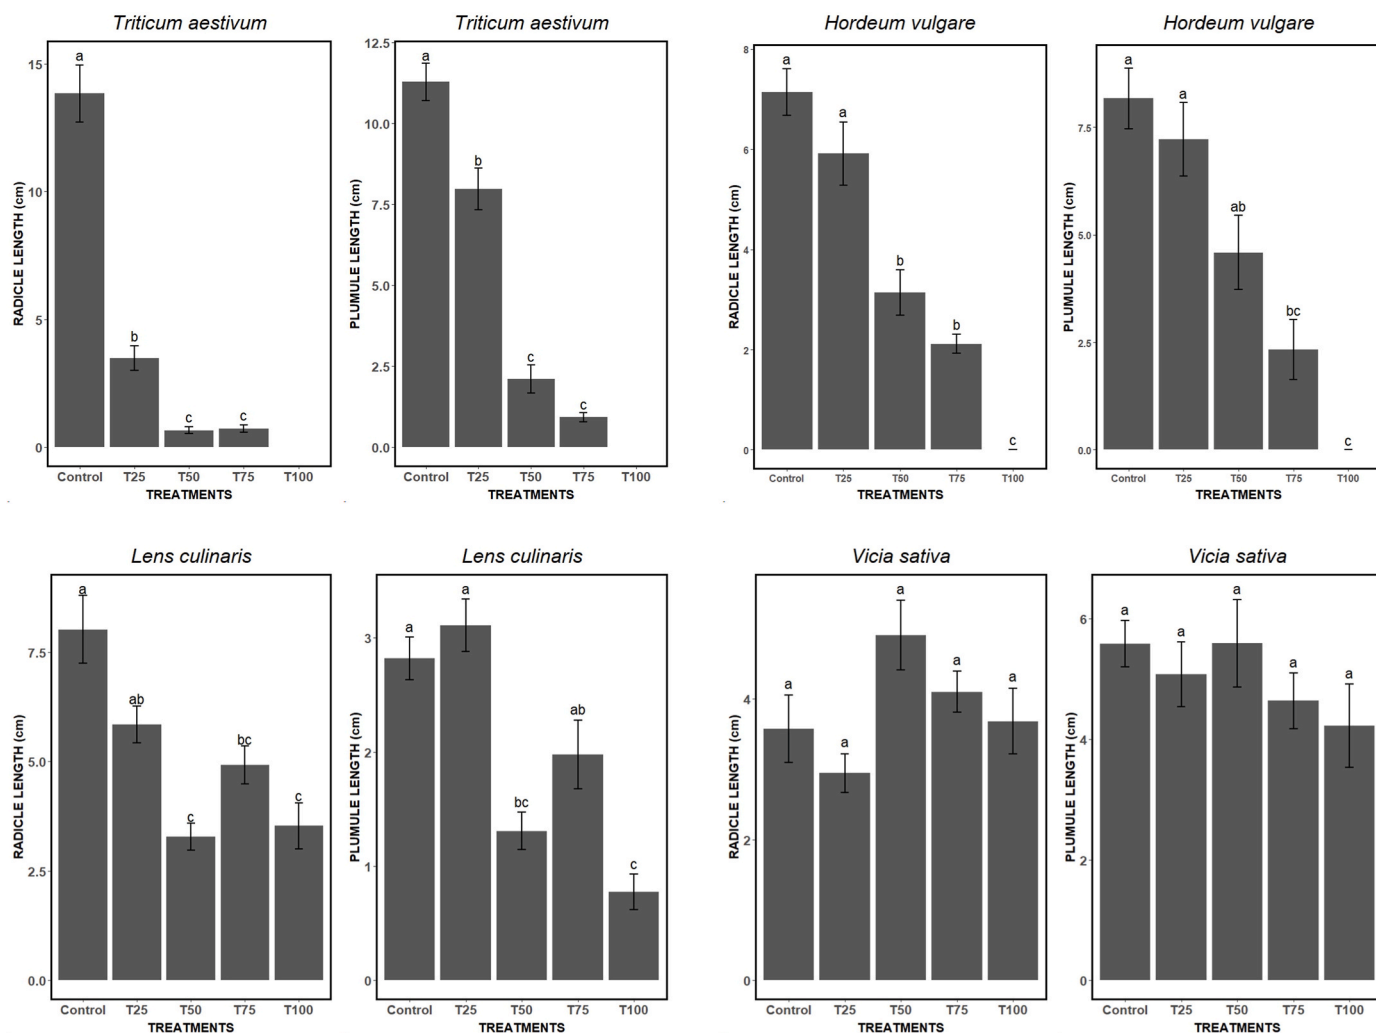 Triticum aestivum
RADICLE LENGTH (cm)
15
10
5
0
a
b
c
c
Control T25 T50 T75 T100
TREATMENTS
Triticum aestivum
PLUMULE LENGTH (cm)
12.5
10.0
7.5
5.0
2.5
0.0
a
b
c
c
Control T25 T50 T75 T100
TREATMENTS
Hordeum vulgare
RADICLE LENGTH (cm)
8
6
4
2
0
a
a
b
b
c
Control T25 T50 T75 T100
TREATMENTS
Hordeum vulgare
PLUMULE LENGTH (cm)
7.5
5.0
2.5
0.0
a
a
ab
bc
c
Control T25 T50 T75 T100
TREATMENTS
Lens culinaris
RADICLE LENGTH (cm)
7.5
5.0
2.5
0.0
a
ab
c
bc
c
Control T25 T50 T75 T100
TREATMENTS
Lens culinaris
PLUMULE LENGTH (cm)
3
2
1
0
a
a
bc
ab
c
Control T25 T50 T75 T100
TREATMENTS
Vicia sativa
RADICLE LENGTH (cm)
4
2
0
a
a
a
a
a
Control T25 T50 T75 T100
TREATMENTS
Vicia sativa
PLUMULE LENGTH (cm)
6
4
2
0
a
a
a
a
a
Control T25 T50 T75 T100
TREATMENTS